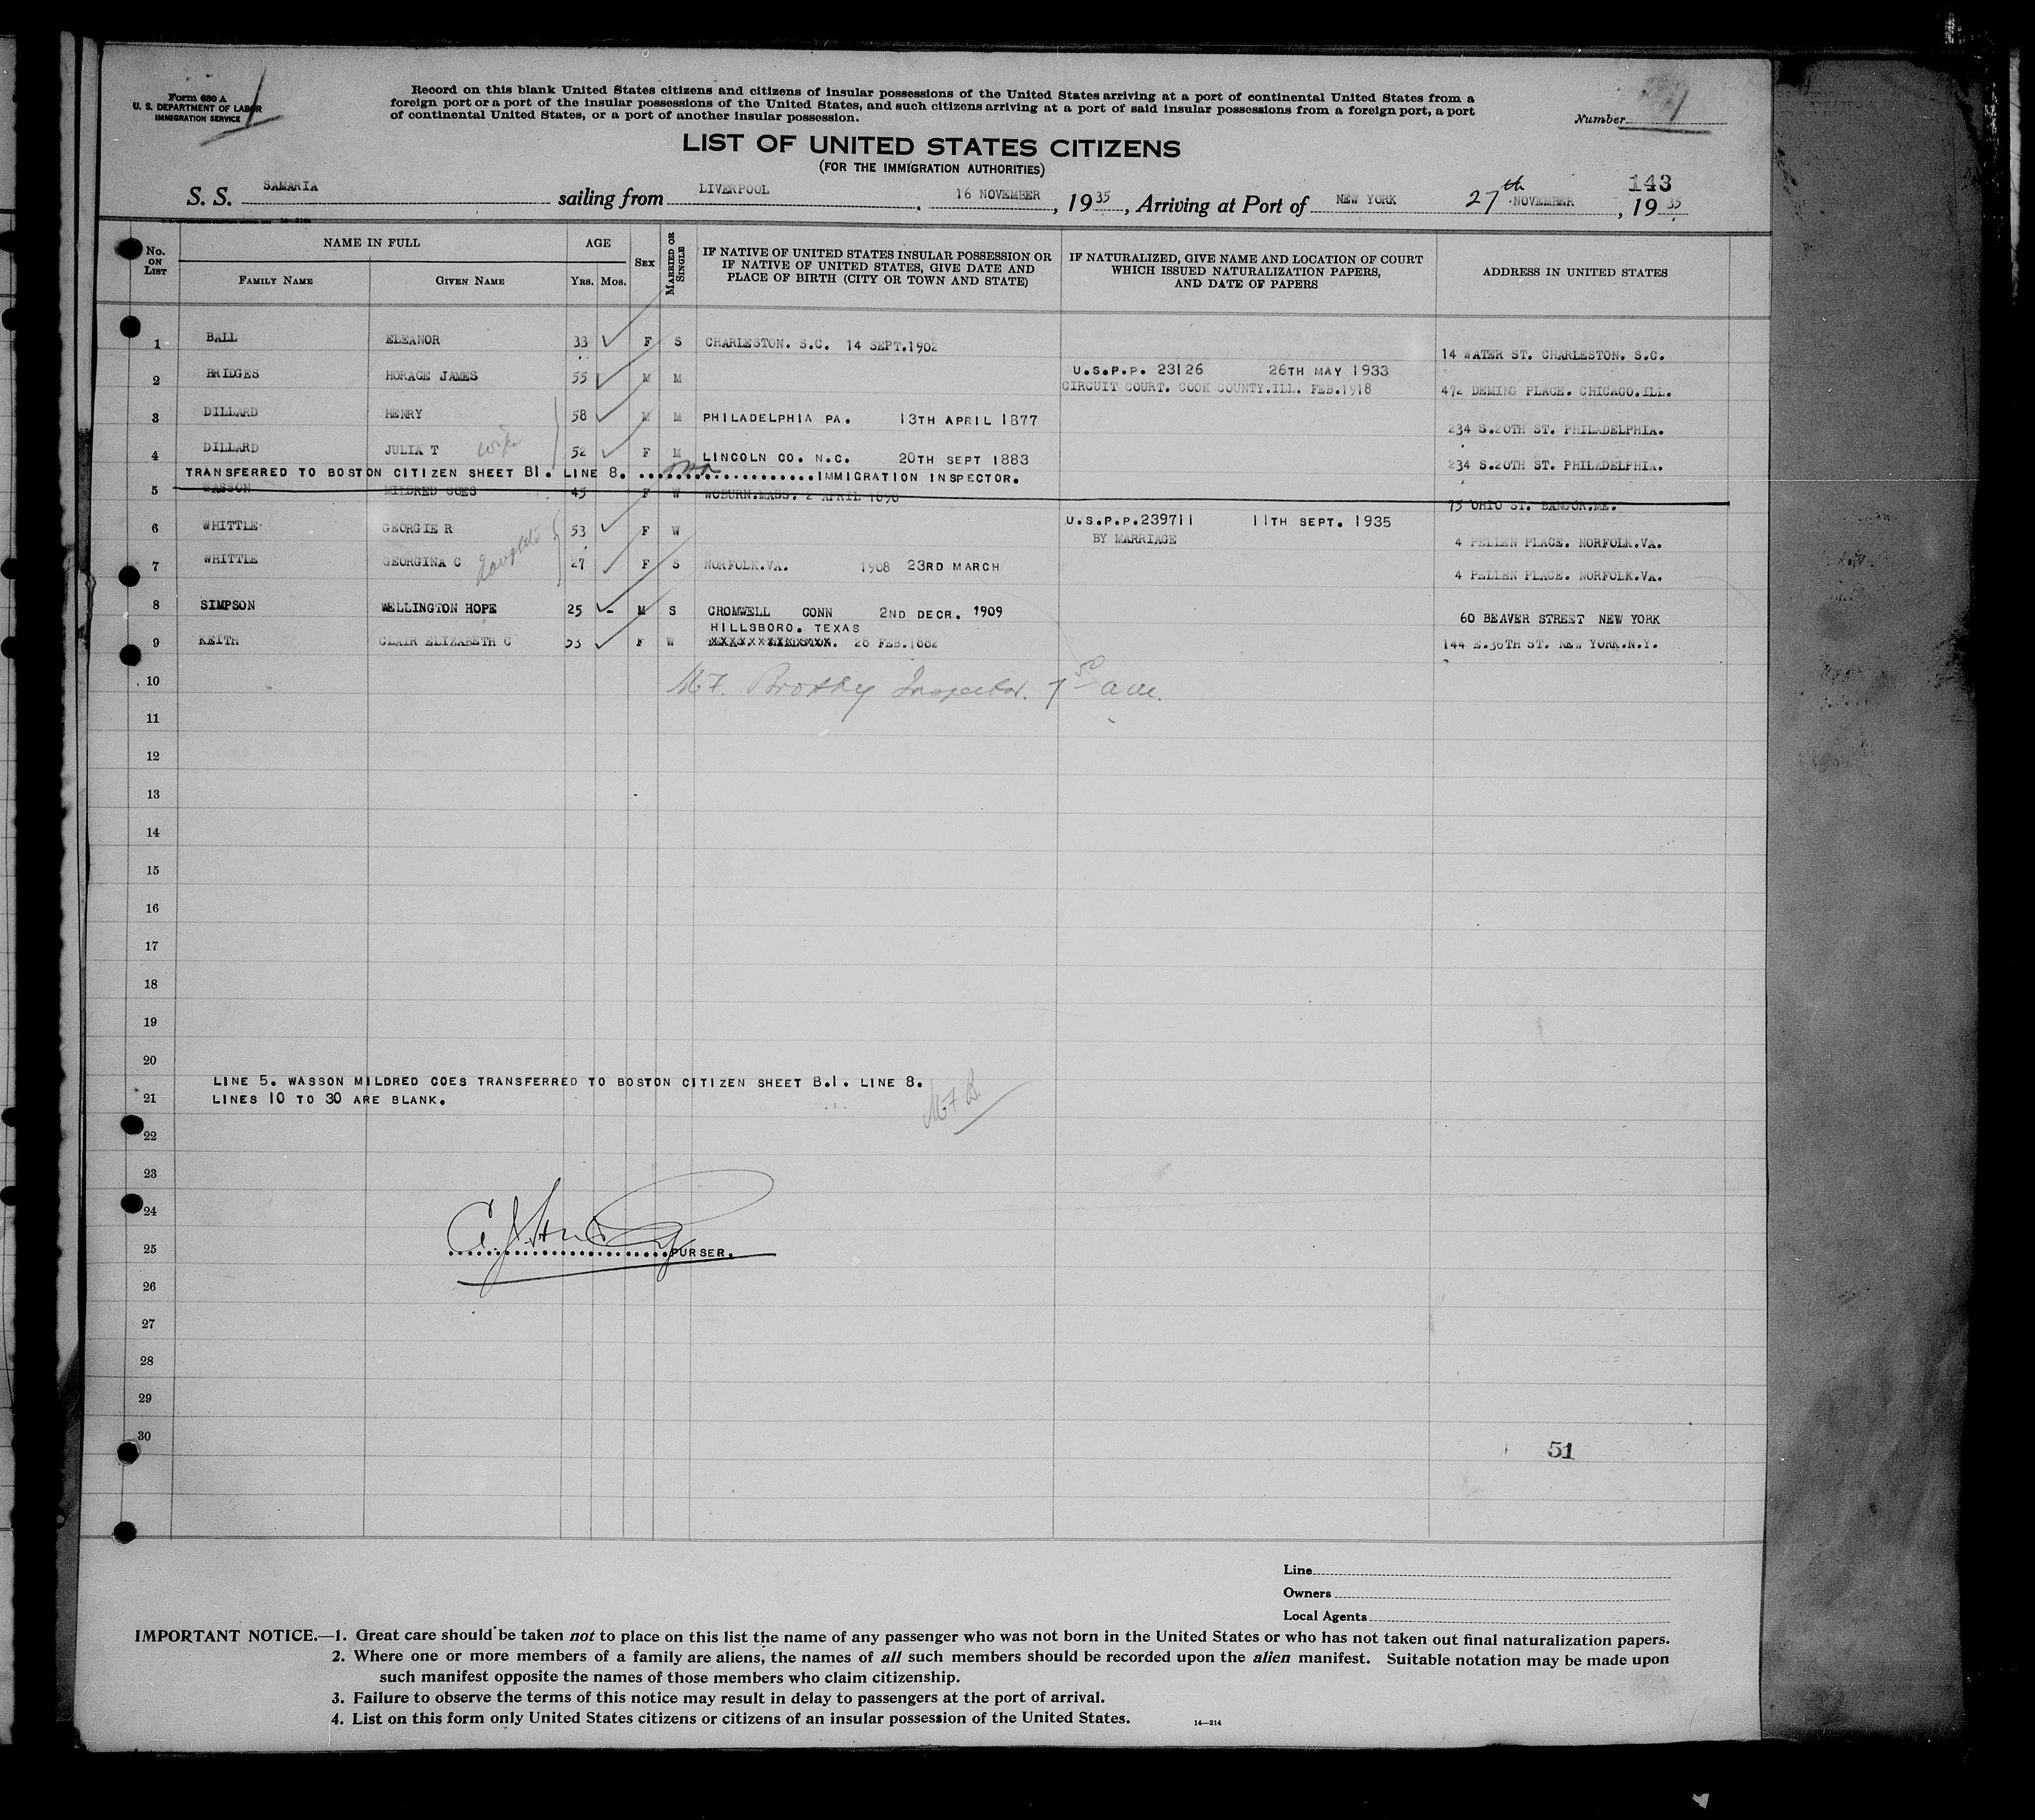 Form 630 A
U. S. DEPARTMENT OF LABOR
IMMIGRATION SERVICE
1
Record on this blank United States citizens and citizens of insular possessions of the United States arriving at a port of continental United States from a
foreign port or a port of the insular possessions of the United States, and such citizens arriving at a port of said insular possessions from a foreign port, a port
of continental United States, or a port of another insular possession.
Number 1
LIST OF UNITED STATES CITIZENS
(FOR THE IMMIGRATION AUTHORITIES)
143
S. S. SAMARIA sailing from LIVERPOOL, 16 NOVEMBER, 1935, Arriving at Port of NEW YORK 27th NOVEMBER, 1935
No. ON LIST
NAME IN FULL
FAMILY NAME
GIVEN NAME
AGE
YRS. MOS.
SEX
MARRIED OR SINGLE
IF NATIVE OF UNITED STATES INSULAR POSSESSION OR
IF NATIVE OF UNITED STATES, GIVE DATE AND
PLACE OF BIRTH (CITY OR TOWN AND STATE)
IF NATURALIZED, GIVE NAME AND LOCATION OF COURT
WHICH ISSUED NATURALIZATION PAPERS,
AND DATE OF PAPERS
ADDRESS IN UNITED STATES
1 BALL ELEANOR 33 F S CHARLESTON. S.C. 14 SEPT.1902 14 WATER ST. CHARLESTON. S.C.
2 BRIDGES HORACE JAMES 55 M M U.S.P.P. 23126 26TH MAY 1933
CIRCUIT COURT. COOK COUNTY.ILL. FEB.1918 472 DEMING PLACE. CHICAGO.ILL.
3 DILLARD HENRY 58 M M PHILADELPHIA PA. 13TH APRIL 1877 234 S.20TH ST. PHILADELPHIA.
4 DILLARD JULIA T wife 52 F M LINCOLN CO. N.C. 20TH SEPT 1883 234 S.20TH ST. PHILADELPHIA.
TRANSFERRED TO BOSTON CITIZEN SHEET B1. LINE 8. ....................IMMIGRATION INSPECTOR.
5 WASSON MILDRED COES 45 F W WOBURN.MASS. 2 APRIL 1890 75 OHIO ST. BANGOR.ME.
6 WHITTLE GEORGIE R 53 F W U.S.P.P.239711 11TH SEPT. 1935
BY MARRIAGE 4 PELLEN PLACE. NORFOLK.VA.
7 WHITTLE GEORGINA C daughter 27 F S NORFOLK.VA. 1908 23RD MARCH 4 PELLEN PLACE. NORFOLK.VA.
8 SIMPSON WELLINGTON HOPE 25 - M S CROMWELL CONN 2ND DECR. 1909 60 BEAVER STREET NEW YORK
HILLSBORO. TEXAS
9 KEITH CLAIR ELIZABETH C 53 F W 28 FEB.1882 144 E.36TH ST. NEW YORK.N.Y.
10 M.F. Inspector. 7 50 am.
11
12
13
14
15
16
17
18
19
20
LINE 5. WASSON MILDRED COES TRANSFERRED TO BOSTON CITIZEN SHEET B.1. LINE 8.
21 LINES 10 TO 30 ARE BLANK.
M F B
22
23
24
25 ........................PURSER.
26
27
28
29
30
51
Line
Owners
Local Agents
IMPORTANT NOTICE.—1. Great care should be taken not to place on this list the name of any passenger who was not born in the United States or who has not taken out final naturalization papers.
2. Where one or more members of a family are aliens, the names of all such members should be recorded upon the alien manifest. Suitable notation may be made upon
such manifest opposite the names of those members who claim citizenship.
3. Failure to observe the terms of this notice may result in delay to passengers at the port of arrival.
4. List on this form only United States citizens or citizens of an insular possession of the United States.
14—214